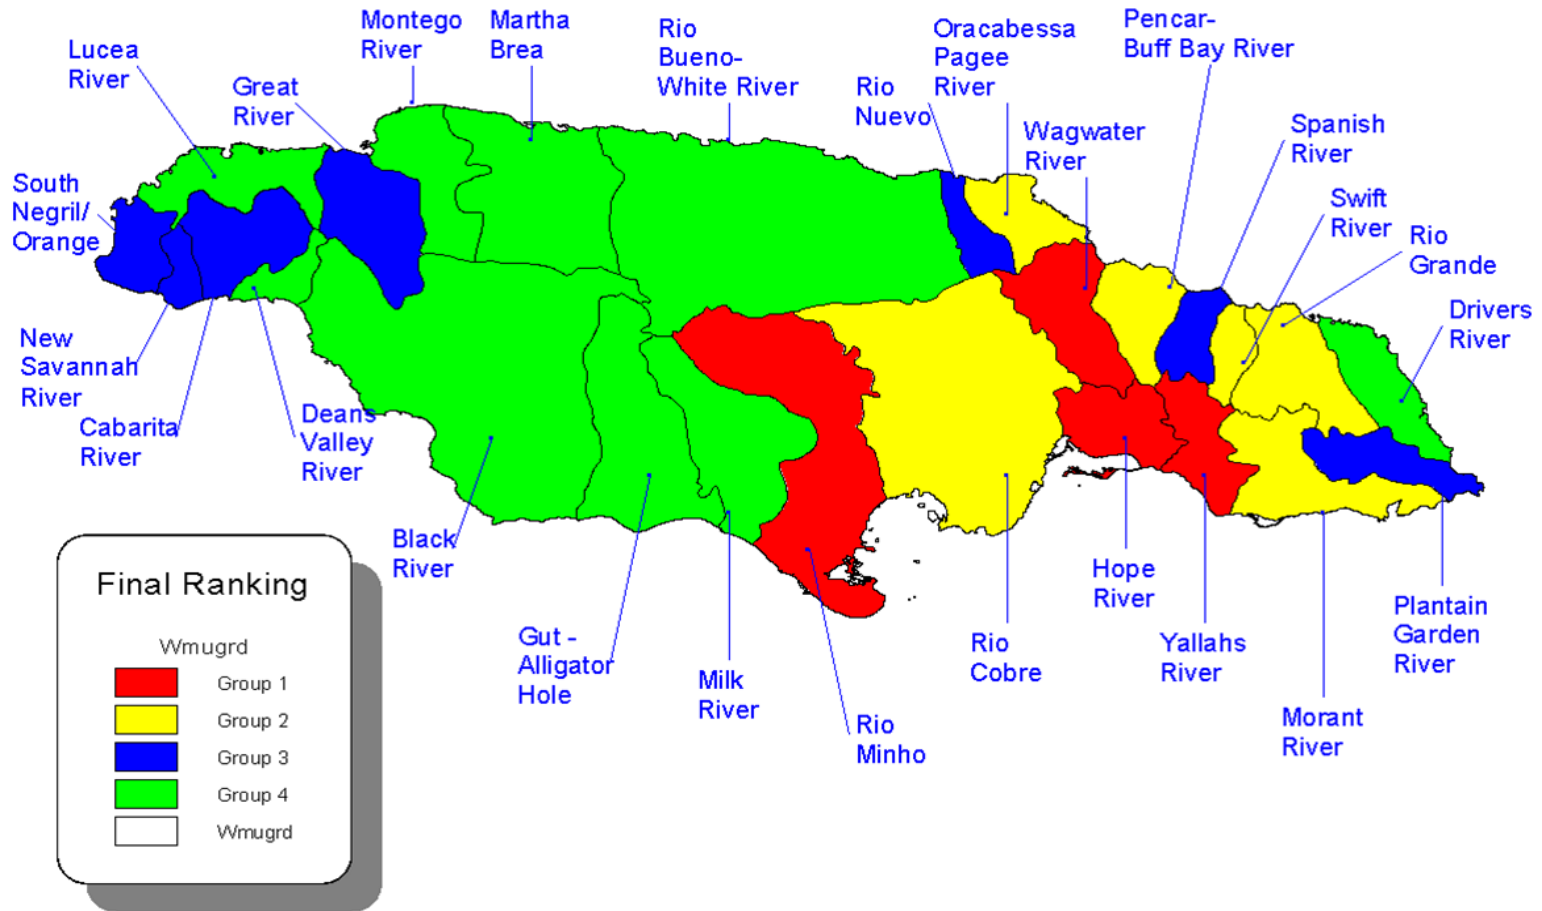 Montego
River
Martha
Brea
Rio
Bueno-
White River
Oracabessa
Pagee
River
Pencar-
Buff Bay River
Lucea
River
Great
River
Rio
Nuevo
Wagwater
River
Spanish
River
South
Negril/
Orange
Swift
River
Rio
Grande
Drivers
River
New
Savannah
River
Cabarita
River
Deans
Valley
River
Black
River
Gut -
Alligator
Hole
Milk
River
Rio
Minho
Rio
Cobre
Hope
River
Yallahs
River
Morant
River
Plantain
Garden
River
Final Ranking
Wmugrd
Group 1
Group 2
Group 3
Group 4
Wmugrd